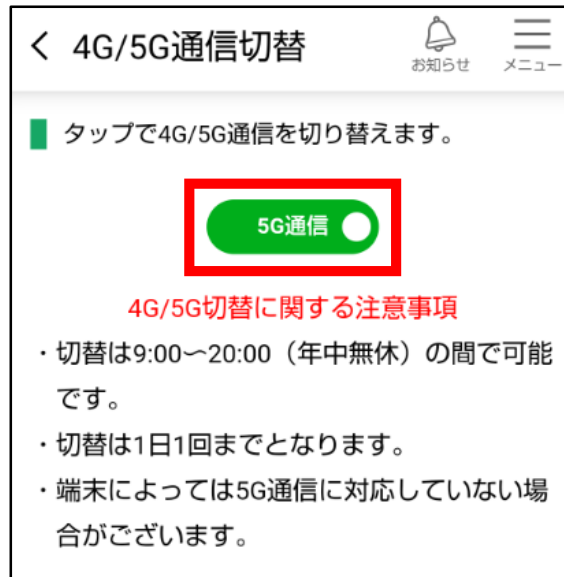 4G/5G通信切替
お知らせ
メニュー
タップで4G/5G通信を切り替えます。
5G通信
4G/5G切替に関する注意事項
・切替は9:00〜20:00（年中無休）の間で可能
です。
・切替は1日1回までとなります。
・端末によっては5G通信に対応していない場
合がございます。